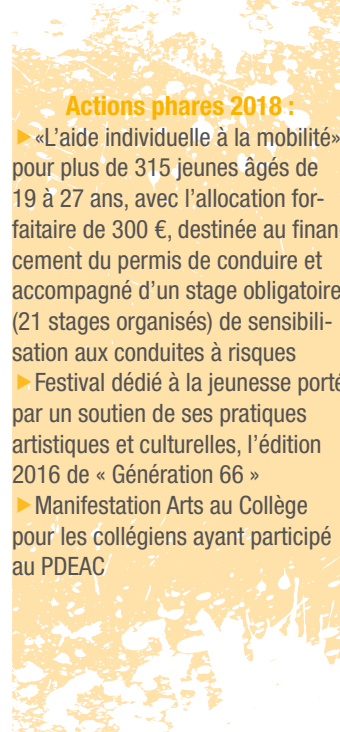 Actions phares 2018 :
▶«L’aide individuelle à la mobilité»
pour plus de 315 jeunes âgés de
19 à 27 ans, avec l’allocation for-
faitaire de 300 €, destinée au finan
cement du permis de conduire et
accompagné d’un stage obligatoire
(21 stages organisés) de sensibili-
sation aux conduites à risques
▶Festival dédié à la jeunesse porté
par un soutien de ses pratiques
artistiques et culturelles, l’édition
2016 de « Génération 66 »
▶Manifestation Arts au Collège
pour les collégiens ayant participé
au PDEAC